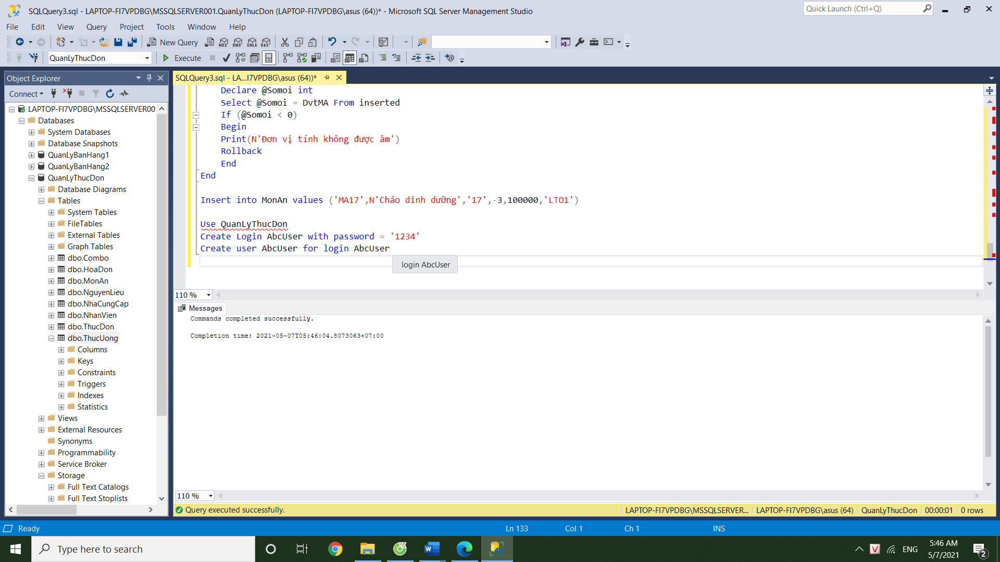 SQLQuery3.sql - LAPTOP-FI7VPDBG\MSSQLSERVER001.QuanLyThucDon (LAPTOP-FI7VPDBG\asus (64))* - Microsoft SQL Server Management Studio
Quick Launch (Ctrl+Q)
File Edit View Query Project Tools Window Help
New Query MDX DMX XMLA DAX
QuanLyThucDon Execute
Object Explorer
SQLQuery3.sql - LA...I7VPDBG\asus (64))*
Connect
LAPTOP-FI7VPDBG\MSSQLSERVER00
Databases
System Databases
Database Snapshots
QuanLyBanHang1
QuanLyBanHang2
QuanLyThucDon
Database Diagrams
Tables
System Tables
FileTables
External Tables
Graph Tables
dbo.Combo
dbo.HoaDon
dbo.MonAn
dbo.NguyenLieu
dbo.NhaCungCap
dbo.NhanVien
dbo.ThucDon
dbo.ThucUong
Columns
Keys
Constraints
Triggers
Indexes
Statistics
Views
External Resources
Synonyms
Programmability
Service Broker
Storage
Full Text Catalogs
Full Text Stoplists
Declare @Somoi int
Select @Somoi = DvtMA From inserted
If (@Somoi < 0)
Begin
Print(N'Đơn vị tính không được âm')
Rollback
End
End
Insert into MonAn values ('MA17',N'Cháo dinh dưỡng','17',-3,100000,'LTO1')
Use QuanLyThucDon
Create Login AbcUser with password = '1234'
Create user AbcUser for login AbcUser
login AbcUser
110 %
Messages
Commands completed successfully.
Completion time: 2021-05-07T05:46:04.8073063+07:00
110 %
Query executed successfully. LAPTOP-FI7VPDBG\MSSQLSERVER... LAPTOP-FI7VPDBG\asus (64) QuanLyThucDon 00:00:01 0 rows
Ready Ln 133 Col 1 Ch 1 INS
Type here to search
ENG
5:46 AM
5/7/2021
2